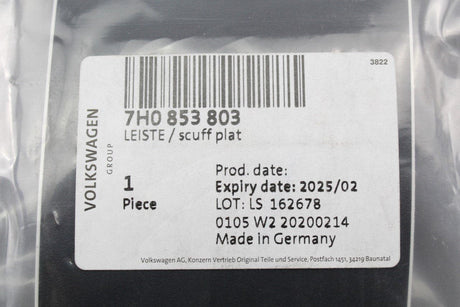 3822
VOLKSWAGEN
GROUP
7H0 853 803
LEISTE / scuff plat
1
Piece
Prod. date:
Expiry date: 2025/02
LOT: LS 162678
0105 W2 20200214
Made in Germany
Volkswagen AG, Konzern Vertrieb Original Teile und Service, Postfach 1451, 34219 Baunatal